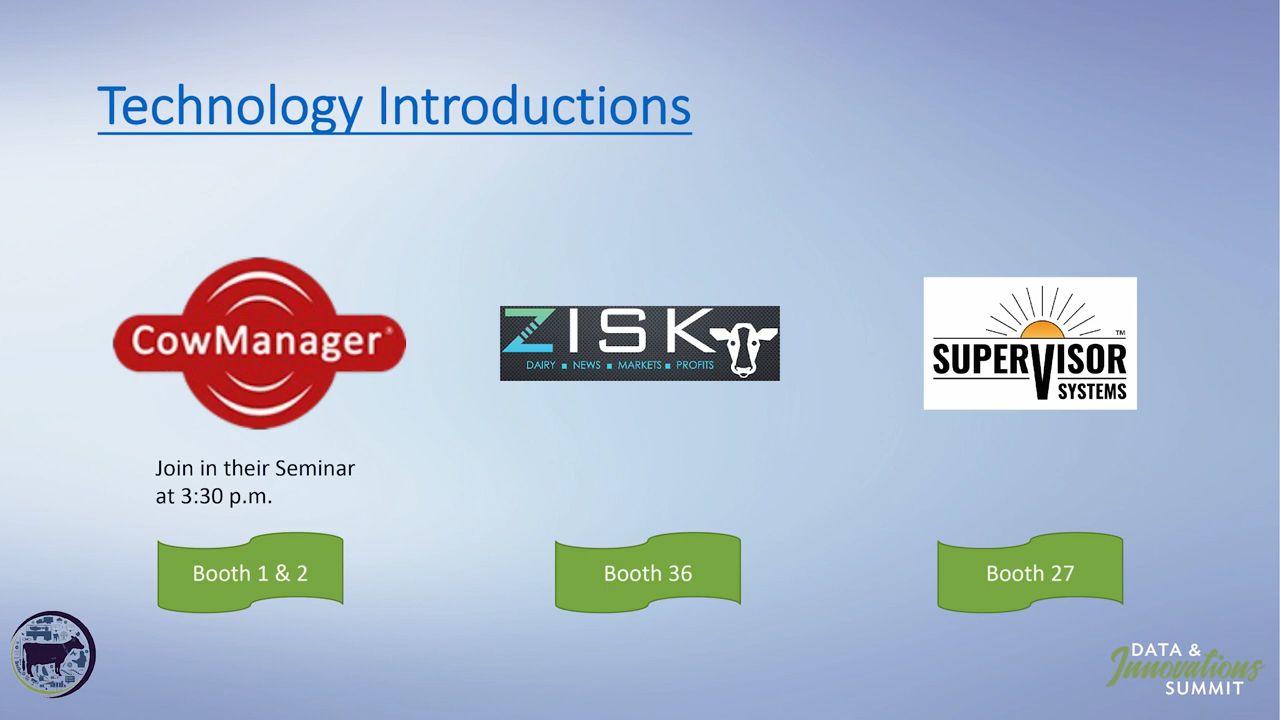 Technology Introductions
CowManager®
ZISK
DAIRY ■ NEWS ■ MARKETS ■ PROFITS
SUPERVISOR™
SYSTEMS
Join in their Seminar
at 3:30 p.m.
Booth 1 & 2
Booth 36
Booth 27
DATA &
Innovations
SUMMIT